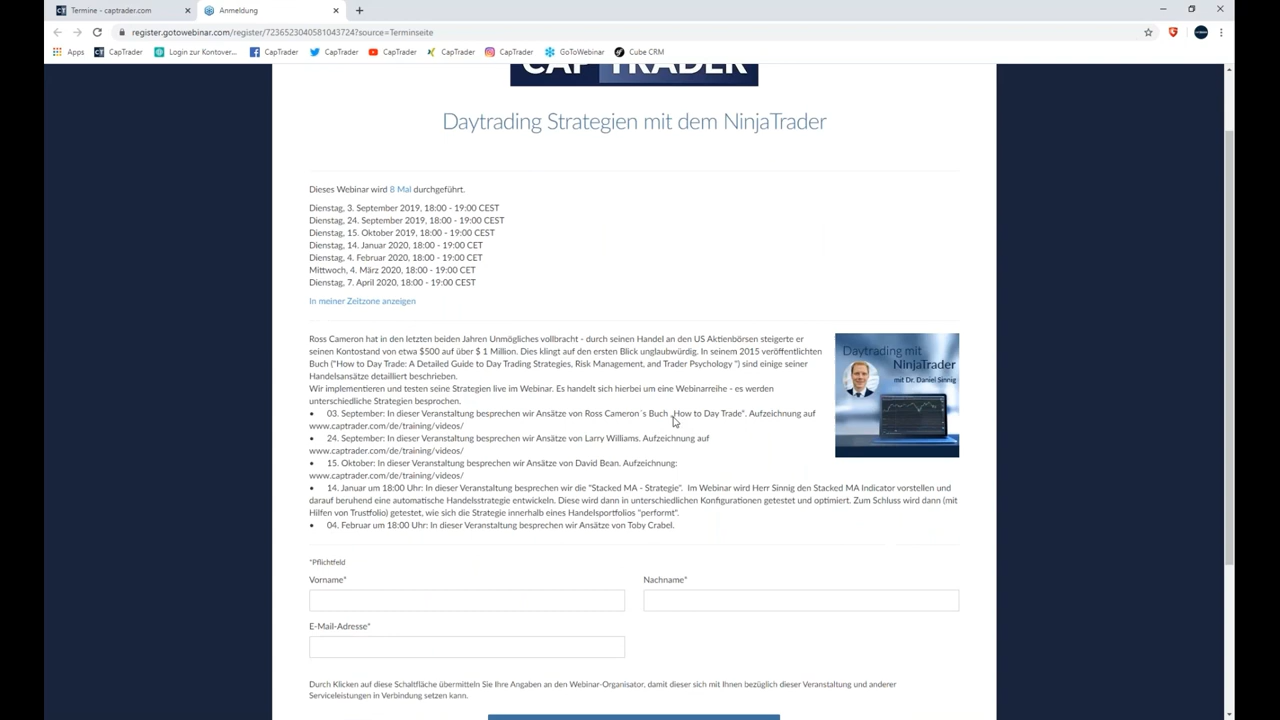 Termine - captrader.com
Anmeldung
register.gotowebinar.com/register/7236523040581043724?source=Terminseite
Apps
CapTrader
Login zur Kontover...
CapTrader
CapTrader
CapTrader
CapTrader
CapTrader
GoToWebinar
Cube CRM
CAP TRADER
Daytrading Strategien mit dem NinjaTrader
Dieses Webinar wird 8 Mal durchgeführt.
Dienstag, 3. September 2019, 18:00 - 19:00 CEST
Dienstag, 24. September 2019, 18:00 - 19:00 CEST
Dienstag, 15. Oktober 2019, 18:00 - 19:00 CEST
Dienstag, 14. Januar 2020, 18:00 - 19:00 CET
Dienstag, 4. Februar 2020, 18:00 - 19:00 CET
Mittwoch, 4. März 2020, 18:00 - 19:00 CET
Dienstag, 7. April 2020, 18:00 - 19:00 CEST
In meiner Zeitzone anzeigen
Ross Cameron hat in den letzten beiden Jahren Unmögliches vollbracht - durch seinen Handel an den US Aktienbörsen steigerte er
seinen Kontostand von etwa $500 auf über $ 1 Million. Dies klingt auf den ersten Blick unglaubwürdig. In seinem 2015 veröffentlichten
Buch ("How to Day Trade: A Detailed Guide to Day Trading Strategies, Risk Management, and Trader Psychology ") sind einige seiner
Handelsansätze detailliert beschrieben.
Wir implementieren und testen seine Strategien live im Webinar. Es handelt sich hierbei um eine Webinarreihe - es werden
unterschiedliche Strategien besprochen.
• 03. September: In dieser Veranstaltung besprechen wir Ansätze von Ross Cameron´s Buch „How to Day Trade". Aufzeichnung auf
www.captrader.com/de/training/videos/
• 24. September: In dieser Veranstaltung besprechen wir Ansätze von Larry Williams. Aufzeichnung auf
www.captrader.com/de/training/videos/
• 15. Oktober: In dieser Veranstaltung besprechen wir Ansätze von David Bean. Aufzeichnung:
www.captrader.com/de/training/videos/
• 14. Januar um 18:00 Uhr: In dieser Veranstaltung besprechen wir die "Stacked MA - Strategie". Im Webinar wird Herr Sinnig den Stacked MA Indicator vorstellen und
darauf beruhend eine automatische Handelsstrategie entwickeln. Diese wird dann in unterschiedlichen Konfigurationen getestet und optimiert. Zum Schluss wird dann (mit
Hilfen von Trustfolio) getestet, wie sich die Strategie innerhalb eines Handelsportfolios "performt".
• 04. Februar um 18:00 Uhr: In dieser Veranstaltung besprechen wir Ansätze von Toby Crabel.
Daytrading mit
NinjaTrader
mit Dr. Daniel Sinnig
*Pflichtfeld
Vorname*
Nachname*
E-Mail-Adresse*
Durch Klicken auf diese Schaltfläche übermitteln Sie Ihre Angaben an den Webinar-Organisator, damit dieser sich mit Ihnen bezüglich dieser Veranstaltung und anderer
Serviceleistungen in Verbindung setzen kann.